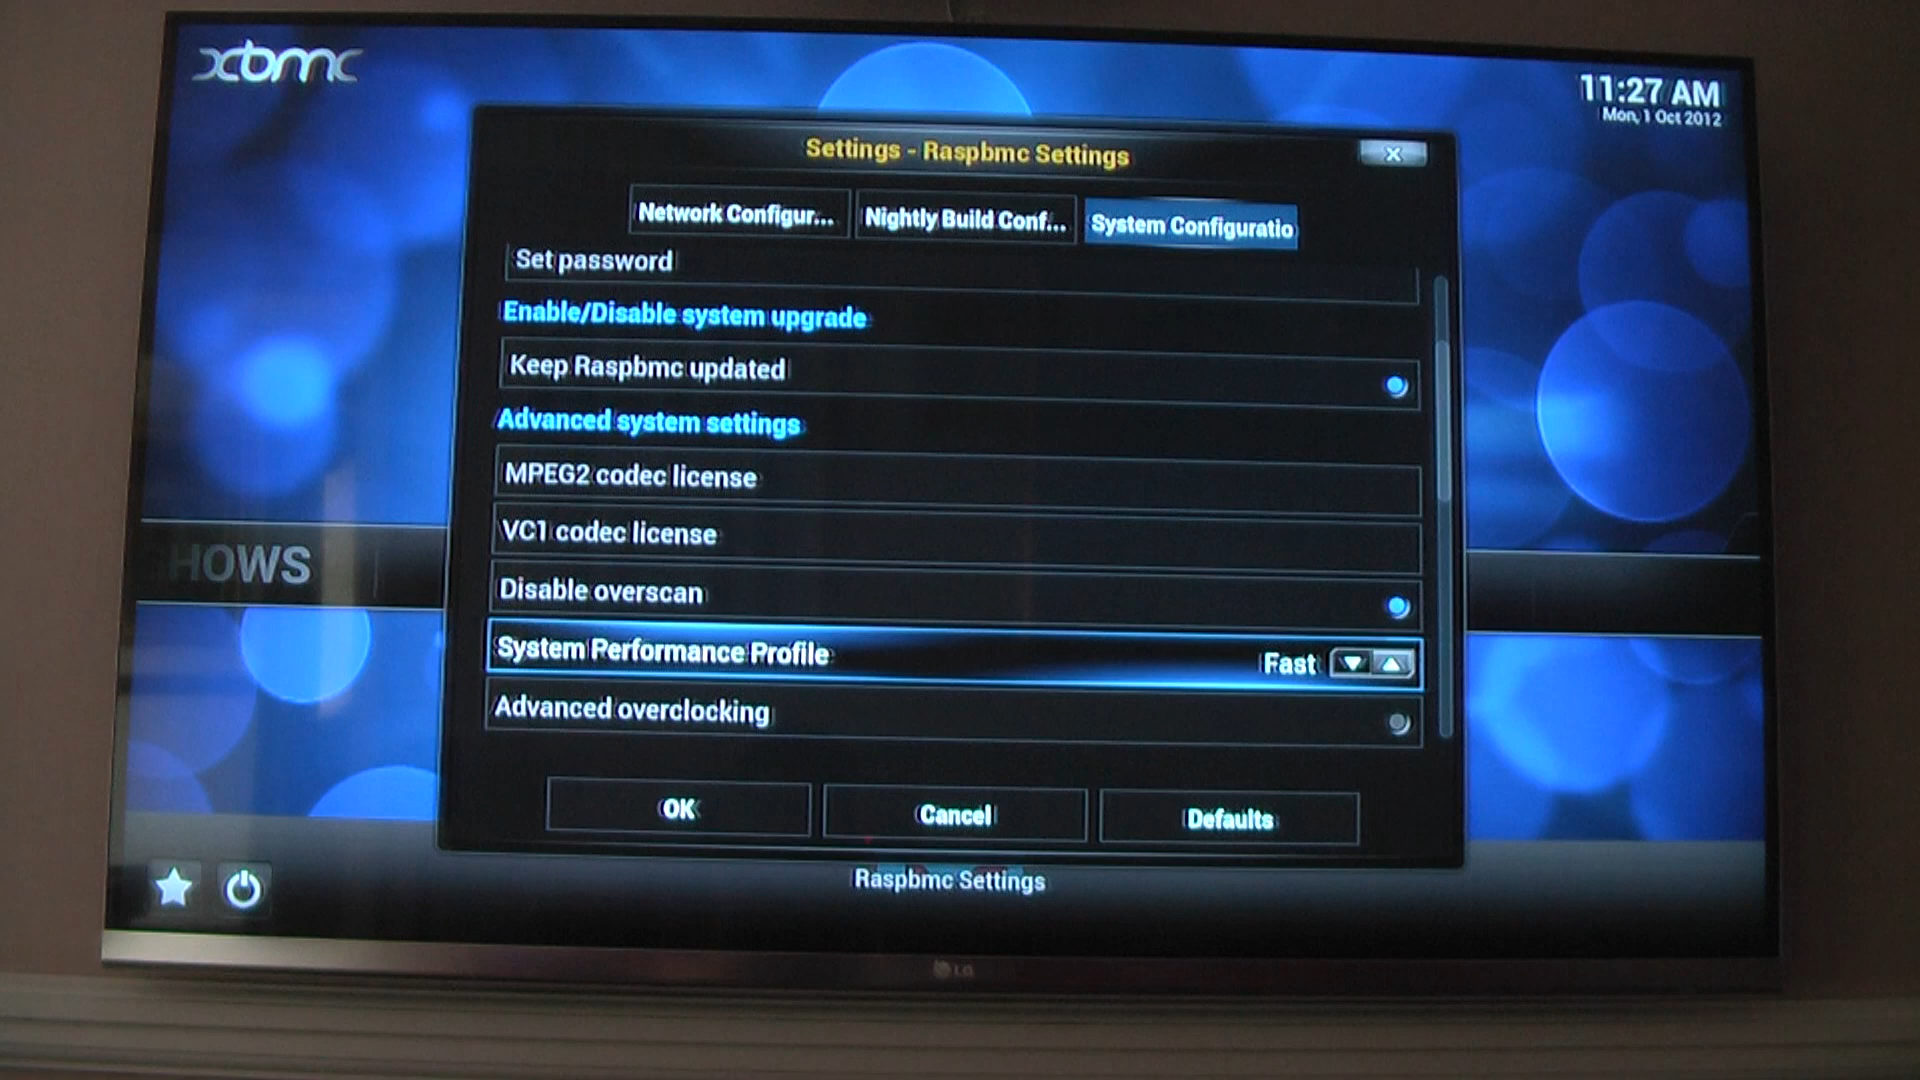 xbmc
11:27 AM
Mon, 1 Oct 2012
Settings - Raspbmc Settings
x
Network Configur...
Nightly Build Conf...
System Configuratio
Set password
Enable/Disable system upgrade
Keep Raspbmc updated
Advanced system settings
MPEG2 codec license
VC1 codec license
Disable overscan
HOWS
System Performance Profile
Fast
Advanced overclocking
OK
Cancel
Defaults
Raspbmc Settings
LG